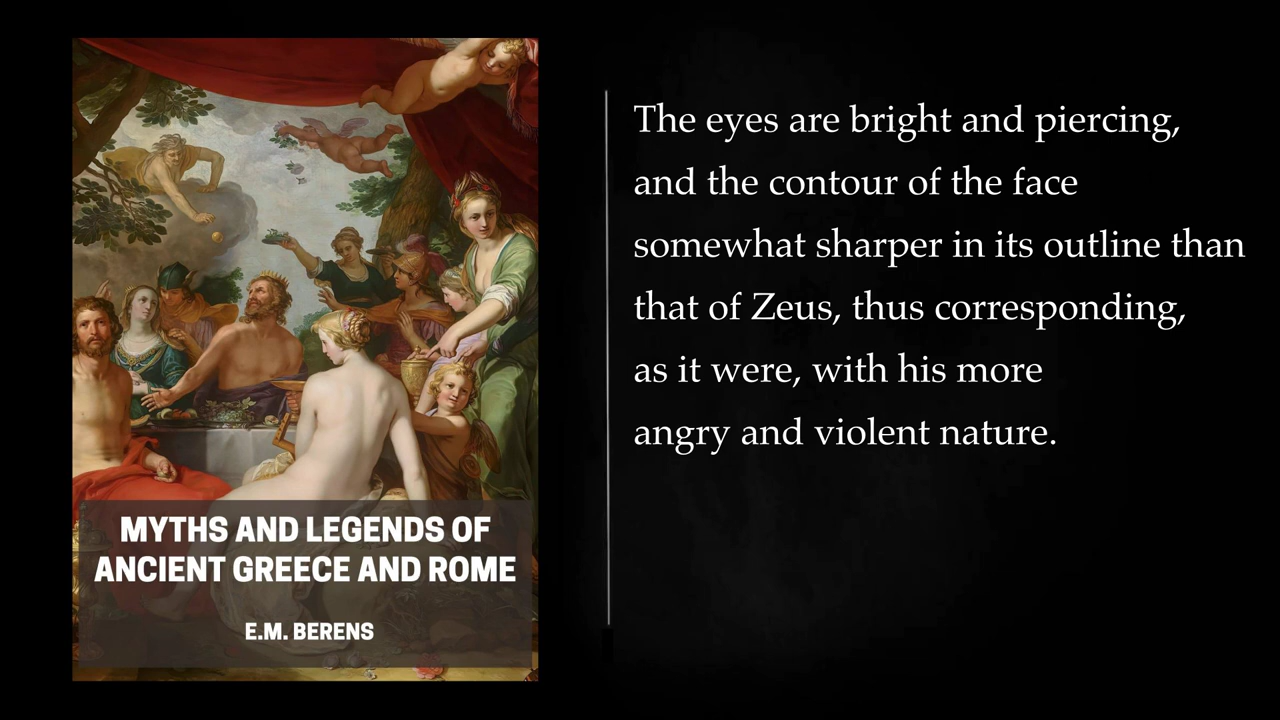 MYTHS AND LEGENDS OF
ANCIENT GREECE AND ROME
E.M. BERENS
The eyes are bright and piercing,
and the contour of the face
somewhat sharper in its outline than
that of Zeus, thus corresponding,
as it were, with his more
angry and violent nature.